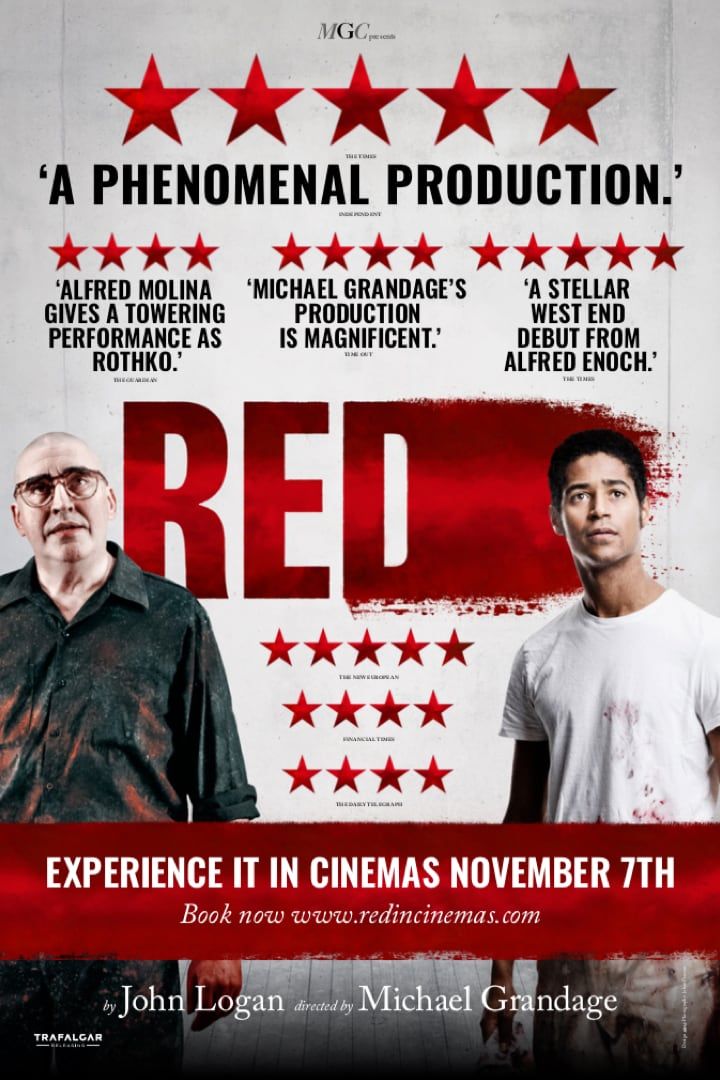 MGC presents
THE TIMES
‘A PHENOMENAL PRODUCTION.’
INDEPENDENT
‘ALFRED MOLINA
GIVES A TOWERING
PERFORMANCE AS
ROTHKO.’
THE GUARDIAN
‘MICHAEL GRANDAGE’S
PRODUCTION
IS MAGNIFICENT.’
TIME OUT
‘A STELLAR
WEST END
DEBUT FROM
ALFRED ENOCH.’
THE TIMES
RED
THE NEW EUROPEAN
FINANCIAL TIMES
THE DAILY TELEGRAPH
EXPERIENCE IT IN CINEMAS NOVEMBER 7TH
Book now www.redincinemas.com
by John Logan directed by Michael Grandage
TRAFALGAR
RELEASING